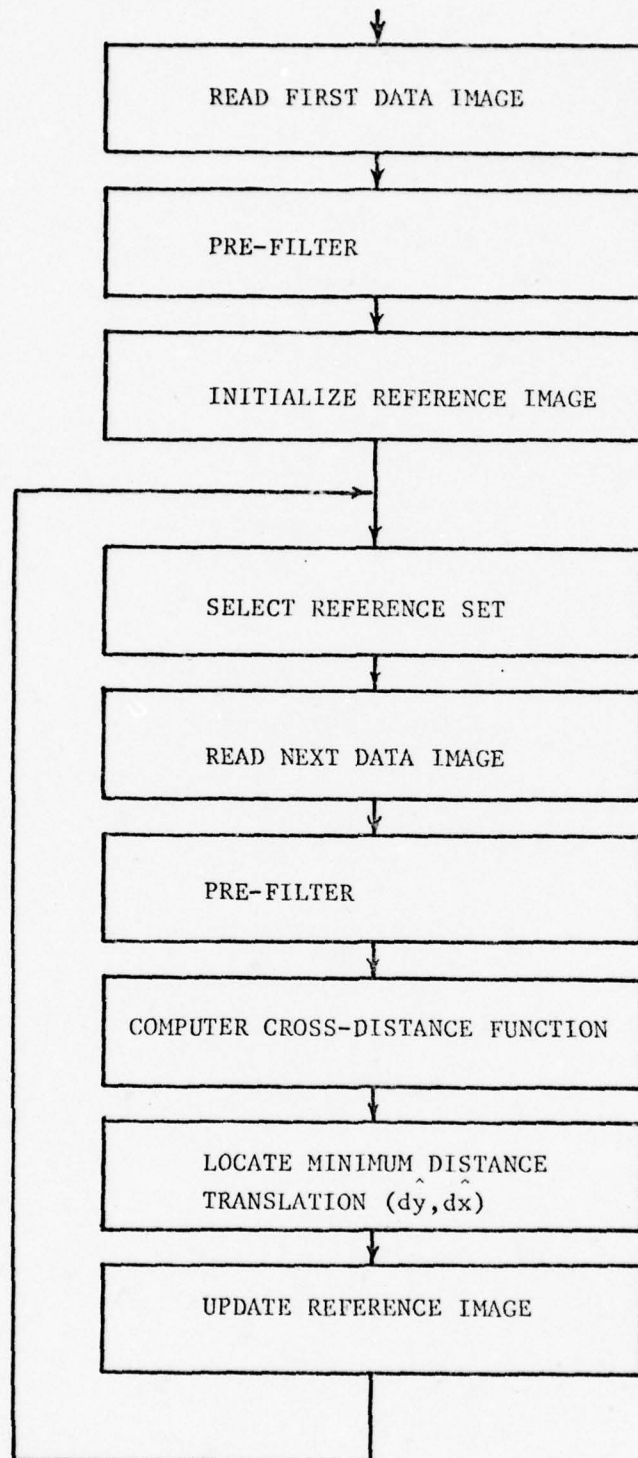 READ FIRST DATA IMAGE
PRE-FILTER
INITIALIZE REFERENCE IMAGE
SELECT REFERENCE SET
READ NEXT DATA IMAGE
PRE-FILTER
COMPUTER CROSS-DISTANCE FUNCTION
LOCATE MINIMUM DISTANCE
TRANSLATION (dŷ,dx̂)
UPDATE REFERENCE IMAGE